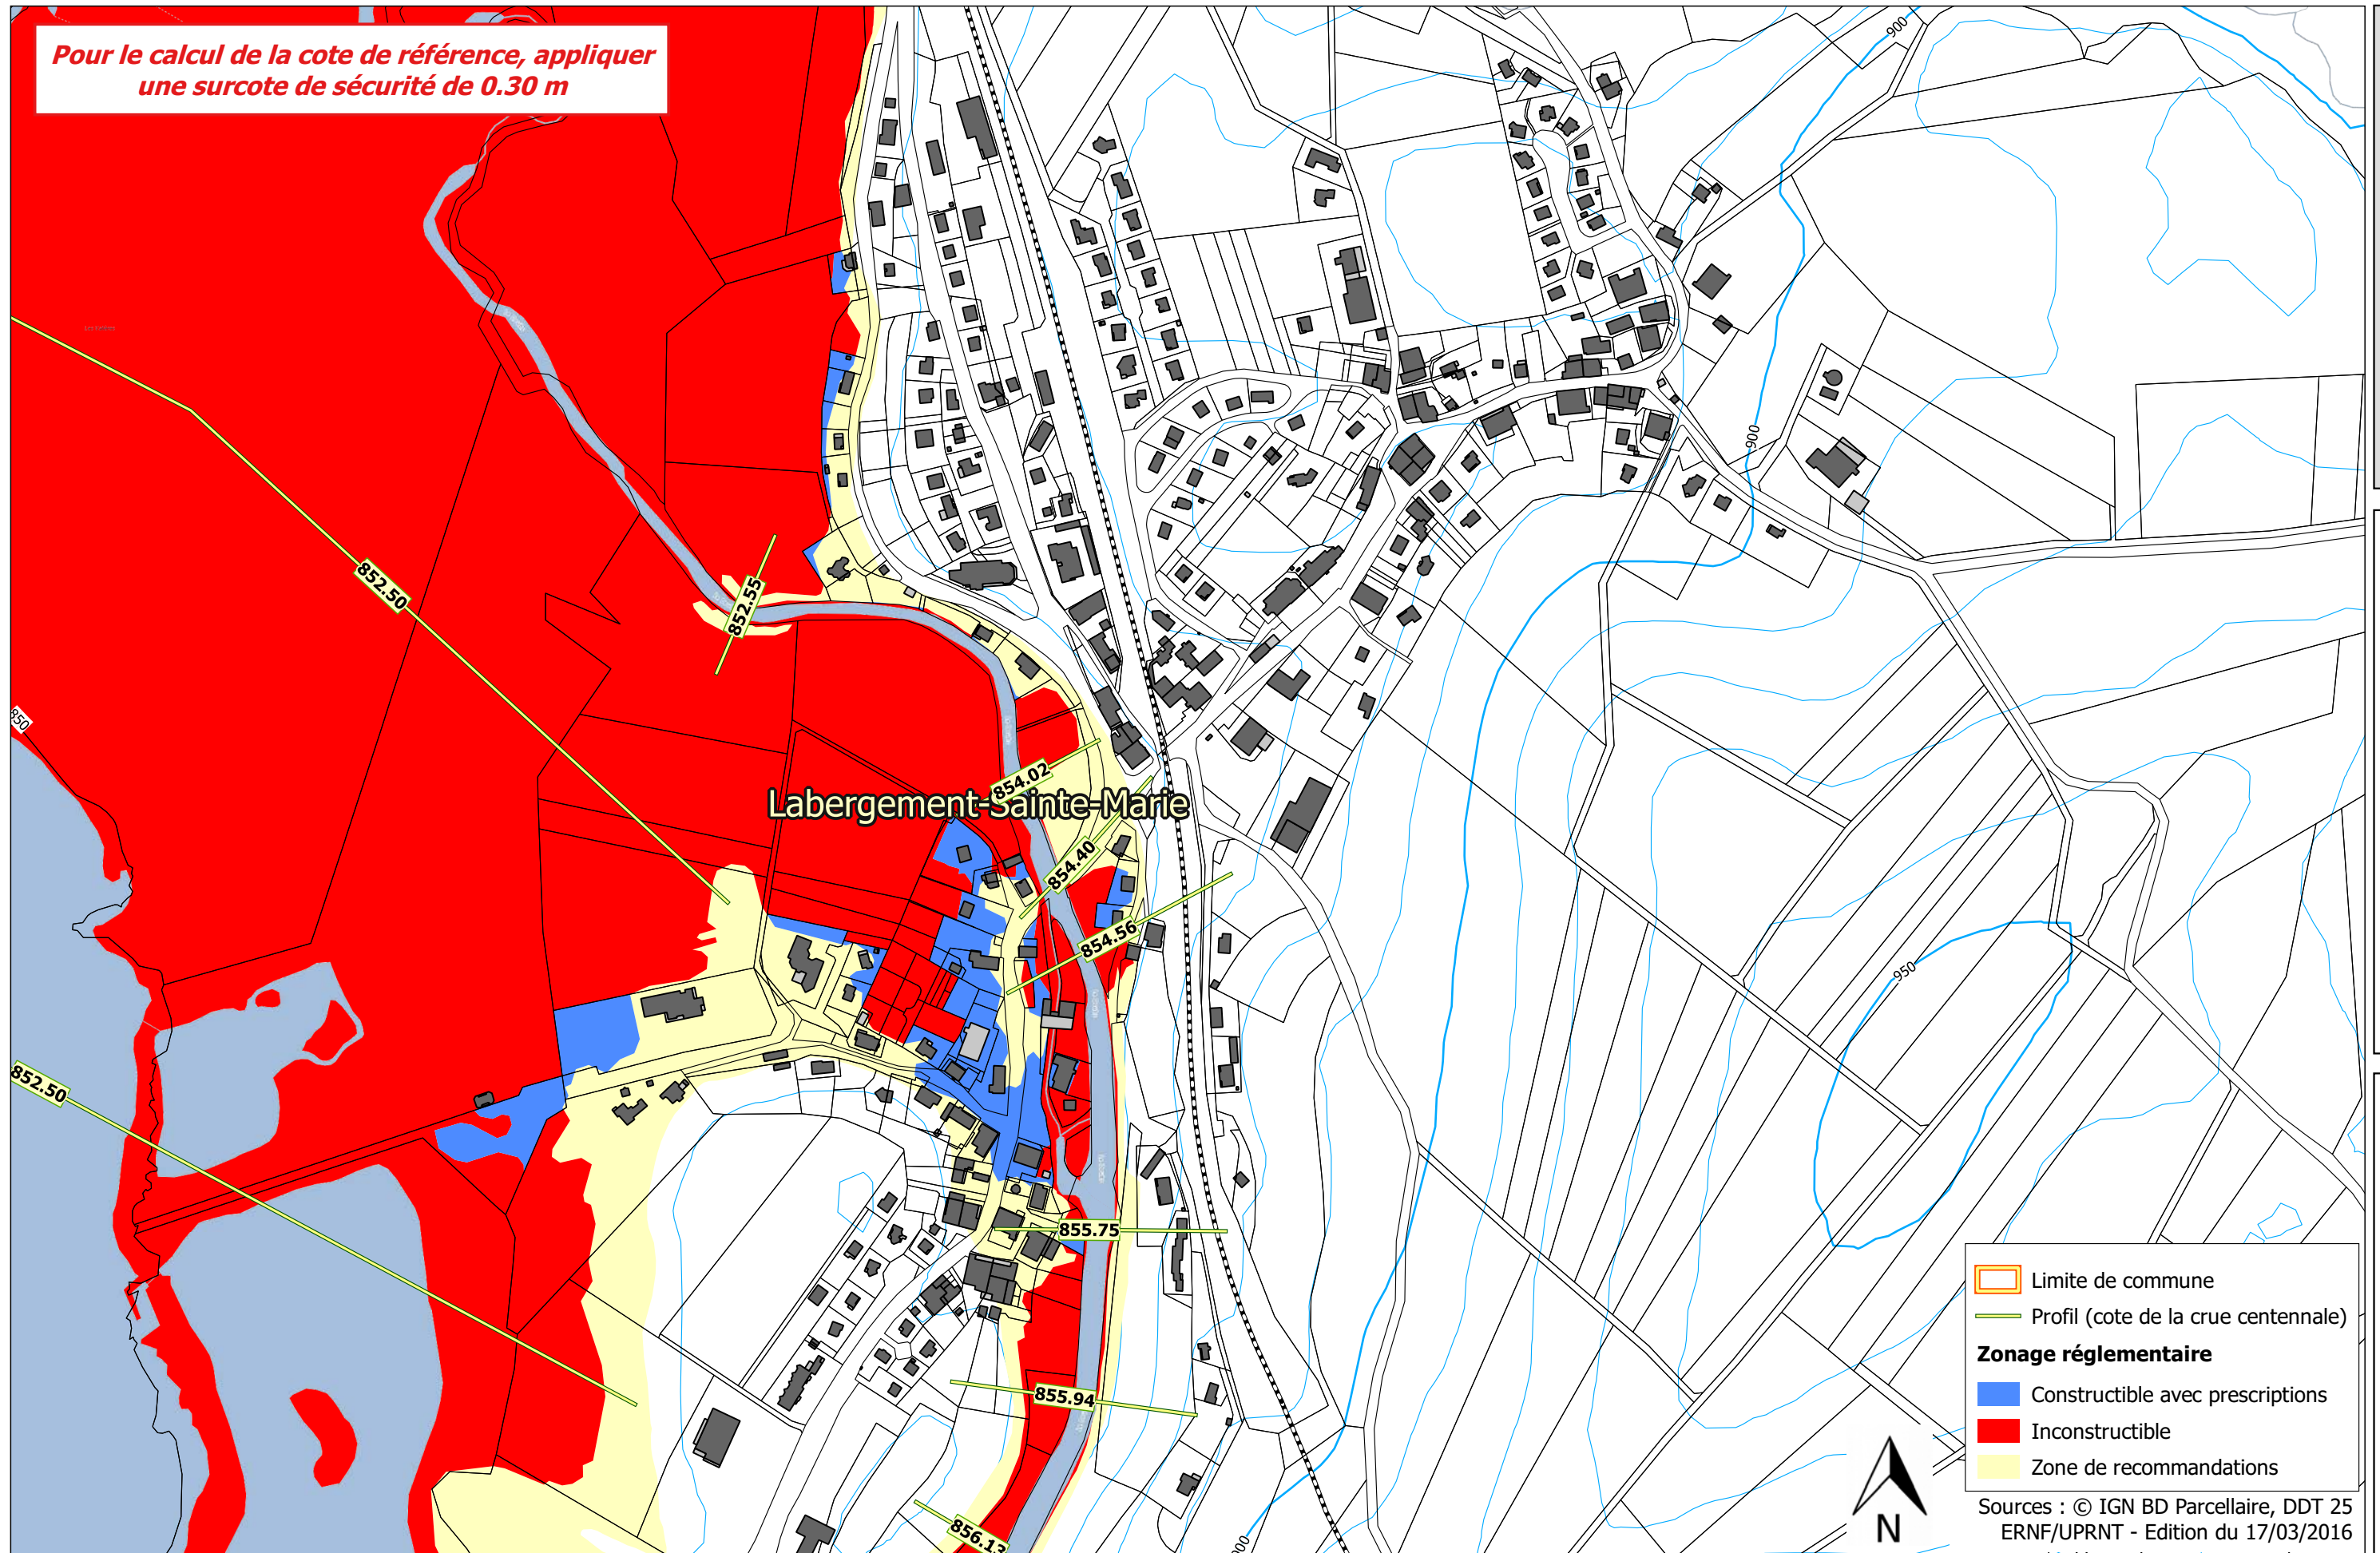 Pour le calcul de la cote de référence, appliquer
une surcote de sécurité de 0.30 m
900
852.50
852.55
900
850
854.02
Labergement-Sainte-Marie
854.40
854.56
950
852.50
855.75
855.94
856.13
900
Limite de commune
Profil (cote de la crue centennale)
Zonage réglementaire
Constructible avec prescriptions
Inconstructible
Zone de recommandations
N
Sources : © IGN BD Parcellaire, DDT 25
ERNF/UPRNT - Edition du 17/03/2016